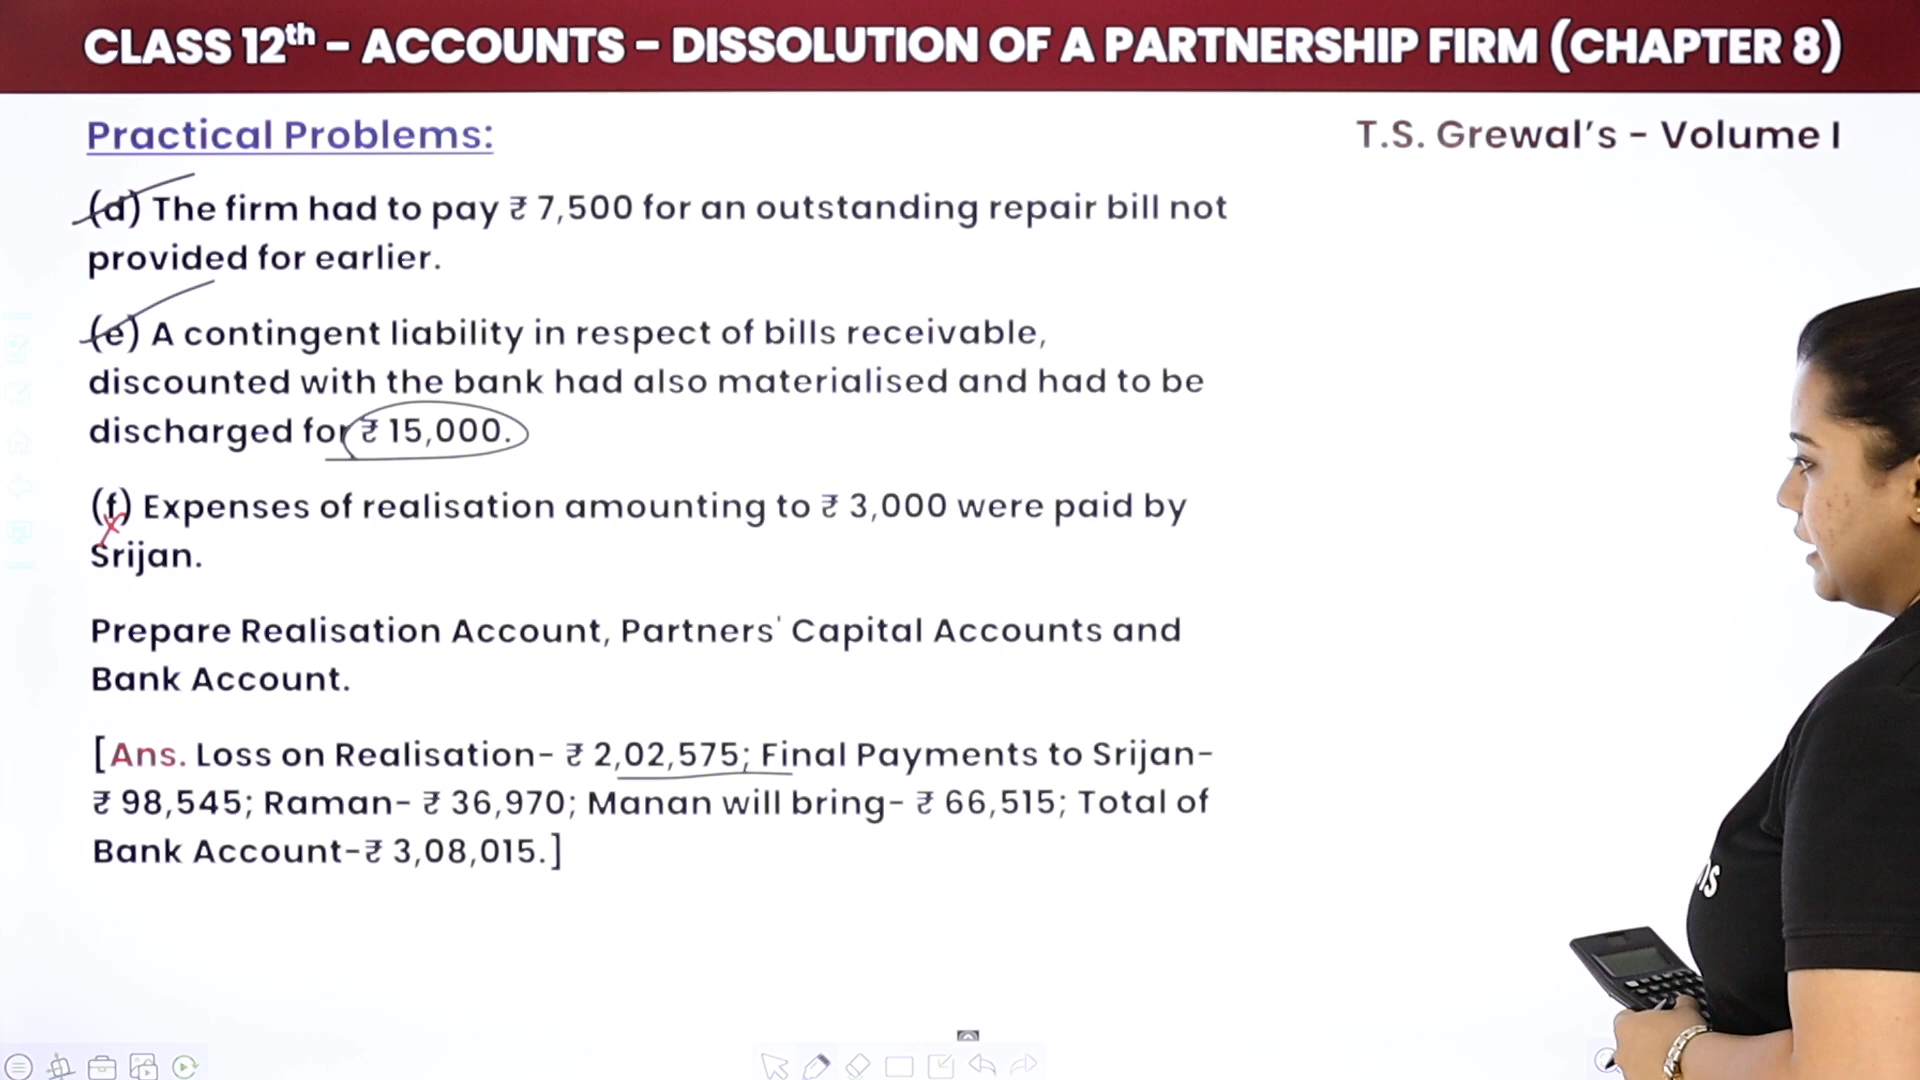 CLASS 12th – ACCOUNTS – DISSOLUTION OF A PARTNERSHIP FIRM (CHAPTER 8)
Practical Problems:
T.S. Grewal's - Volume I
(d) The firm had to pay ₹ 7,500 for an outstanding repair bill not
provided for earlier.
(e) A contingent liability in respect of bills receivable,
discounted with the bank had also materialised and had to be
discharged for ₹ 15,000.
(f) Expenses of realisation amounting to ₹ 3,000 were paid by
Srijan.
Prepare Realisation Account, Partners' Capital Accounts and
Bank Account.
[Ans. Loss on Realisation- ₹ 2,02,575; Final Payments to Srijan-
₹ 98,545; Raman- ₹ 36,970; Manan will bring- ₹ 66,515; Total of
Bank Account-₹ 3,08,015.]